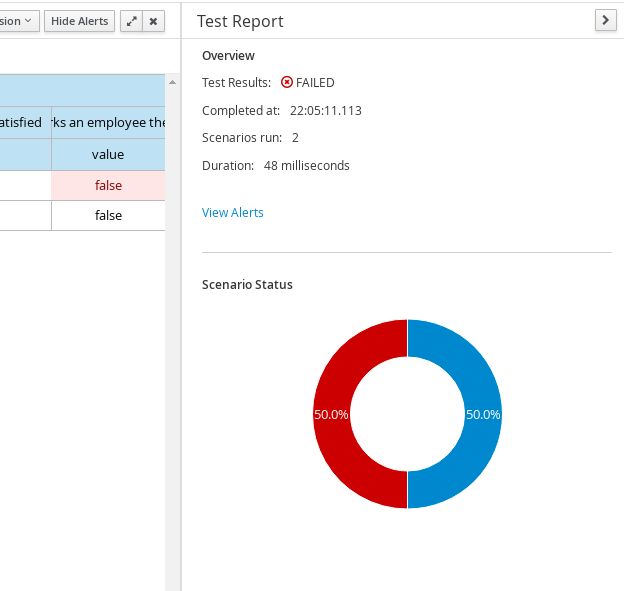 sion Hide Alerts
Test Report
Overview
Test Results: FAILED
Completed at: 22:05:11.113
Scenarios run: 2
Duration: 48 milliseconds
View Alerts
Scenario Status
50.0% 50.0%
atisfied rks an employee the
value
false
false